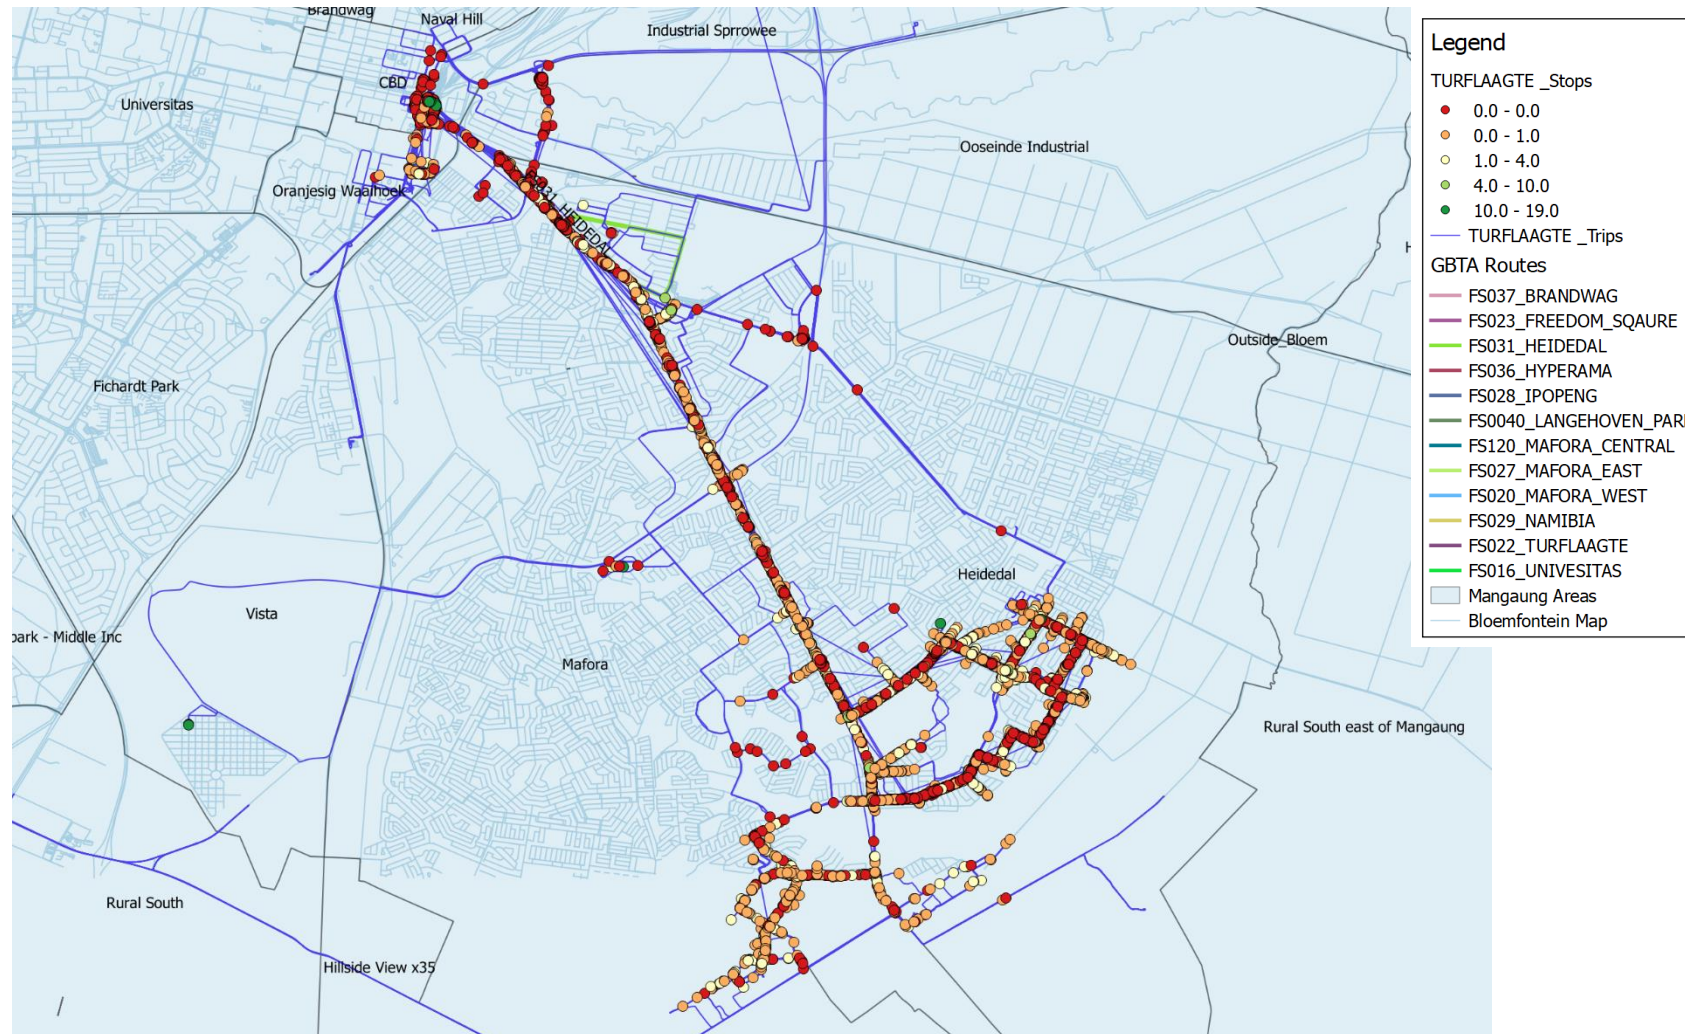 Brandwag
Naval Hill
Industrial Sprrowee
CBD
Universitas
Ooseinde Industrial
Oranjesig Waaihoek
031_HEIDEDAL
Outside_Bloem
Fichardt Park
Heidedal
Vista
park - Middle Inc
Mafora
Rural South east of Mangaung
Rural South
Hillside View x35
Legend
TURFLAAGTE _Stops
0.0 - 0.0
0.0 - 1.0
1.0 - 4.0
4.0 - 10.0
10.0 - 19.0
TURFLAAGTE _Trips
GBTA Routes
FS037_BRANDWAG
FS023_FREEDOM_SQAURE
FS031_HEIDEDAL
FS036_HYPERAMA
FS028_IPOPENG
FS0040_LANGEHOVEN_PARK
FS120_MAFORA_CENTRAL
FS027_MAFORA_EAST
FS020_MAFORA_WEST
FS029_NAMIBIA
FS022_TURFLAAGTE
FS016_UNIVESITAS
Mangaung Areas
Bloemfontein Map